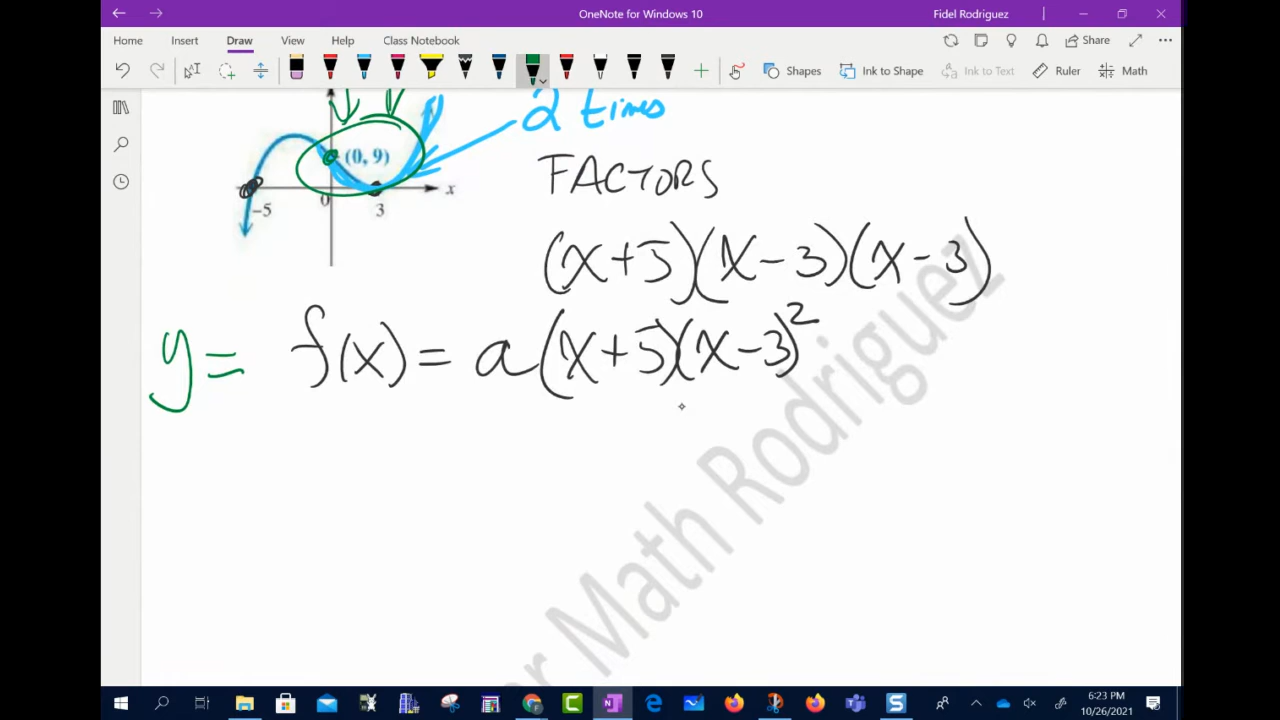 OneNote for Windows 10
Fidel Rodriguez
Home Insert Draw View Help Class Notebook
Share
Shapes Ink to Shape Ink to Text Ruler Math
2 times
(0, 9)
x
-5 0 3
FACTORS
(x+5)(x-3)(x-3)
y= f(x) = a(x+5)(x-3)²
er Math Rodriguez
6:23 PM
10/26/2021